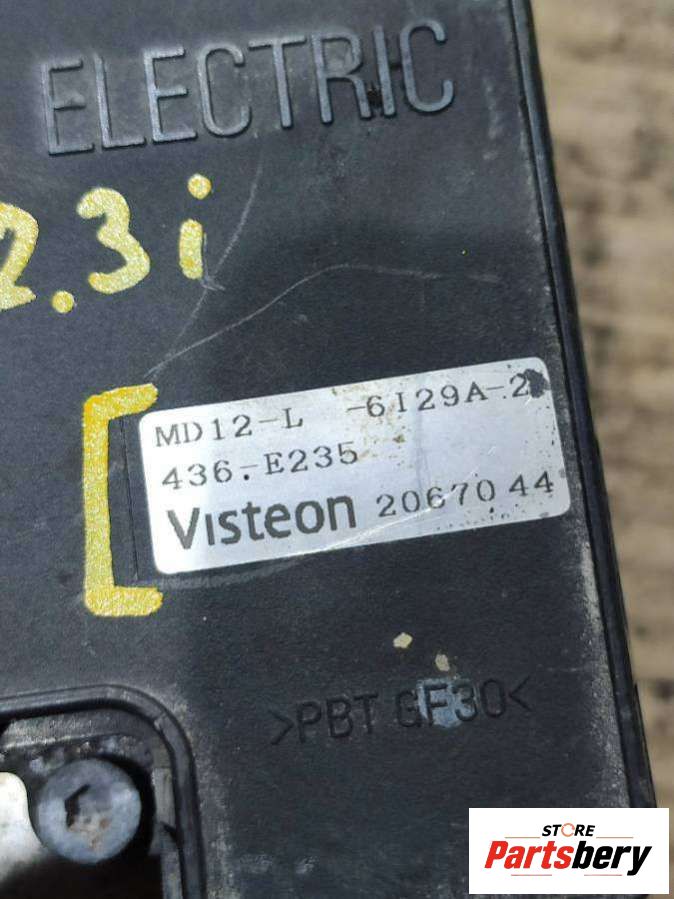 ELECTRIC
2.3i
MD12-L -6I29A-2
436.E235
Visteon 2067044
>PBT GF30<
STORE
Partsbery